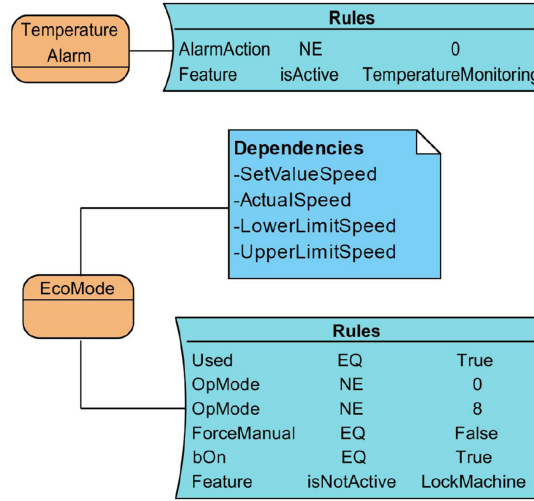 Temperature
Alarm
Rules
AlarmAction NE 0
Feature isActive TemperatureMonitoring
Dependencies
-SetValueSpeed
-ActualSpeed
-LowerLimitSpeed
-UpperLimitSpeed
EcoMode
Rules
Used EQ True
OpMode NE 0
OpMode NE 8
ForceManual EQ False
bOn EQ True
Feature isNotActive LockMachine